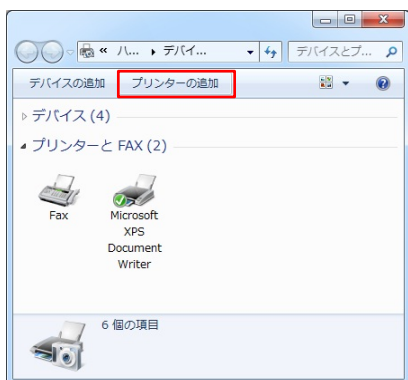 « ハ... ▸ デバイ... デバイスとプ...
デバイスの追加 プリンターの追加
デバイス (4)
プリンターと FAX (2)
Fax
Microsoft
XPS
Document
Writer
6 個の項目